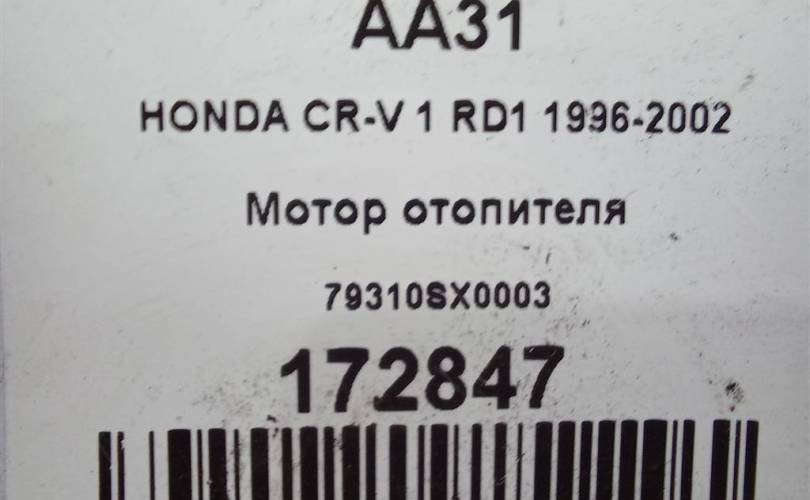 AA31
HONDA CR-V 1 RD1 1996-2002
Мотор отопителя
79310SX0003
172847